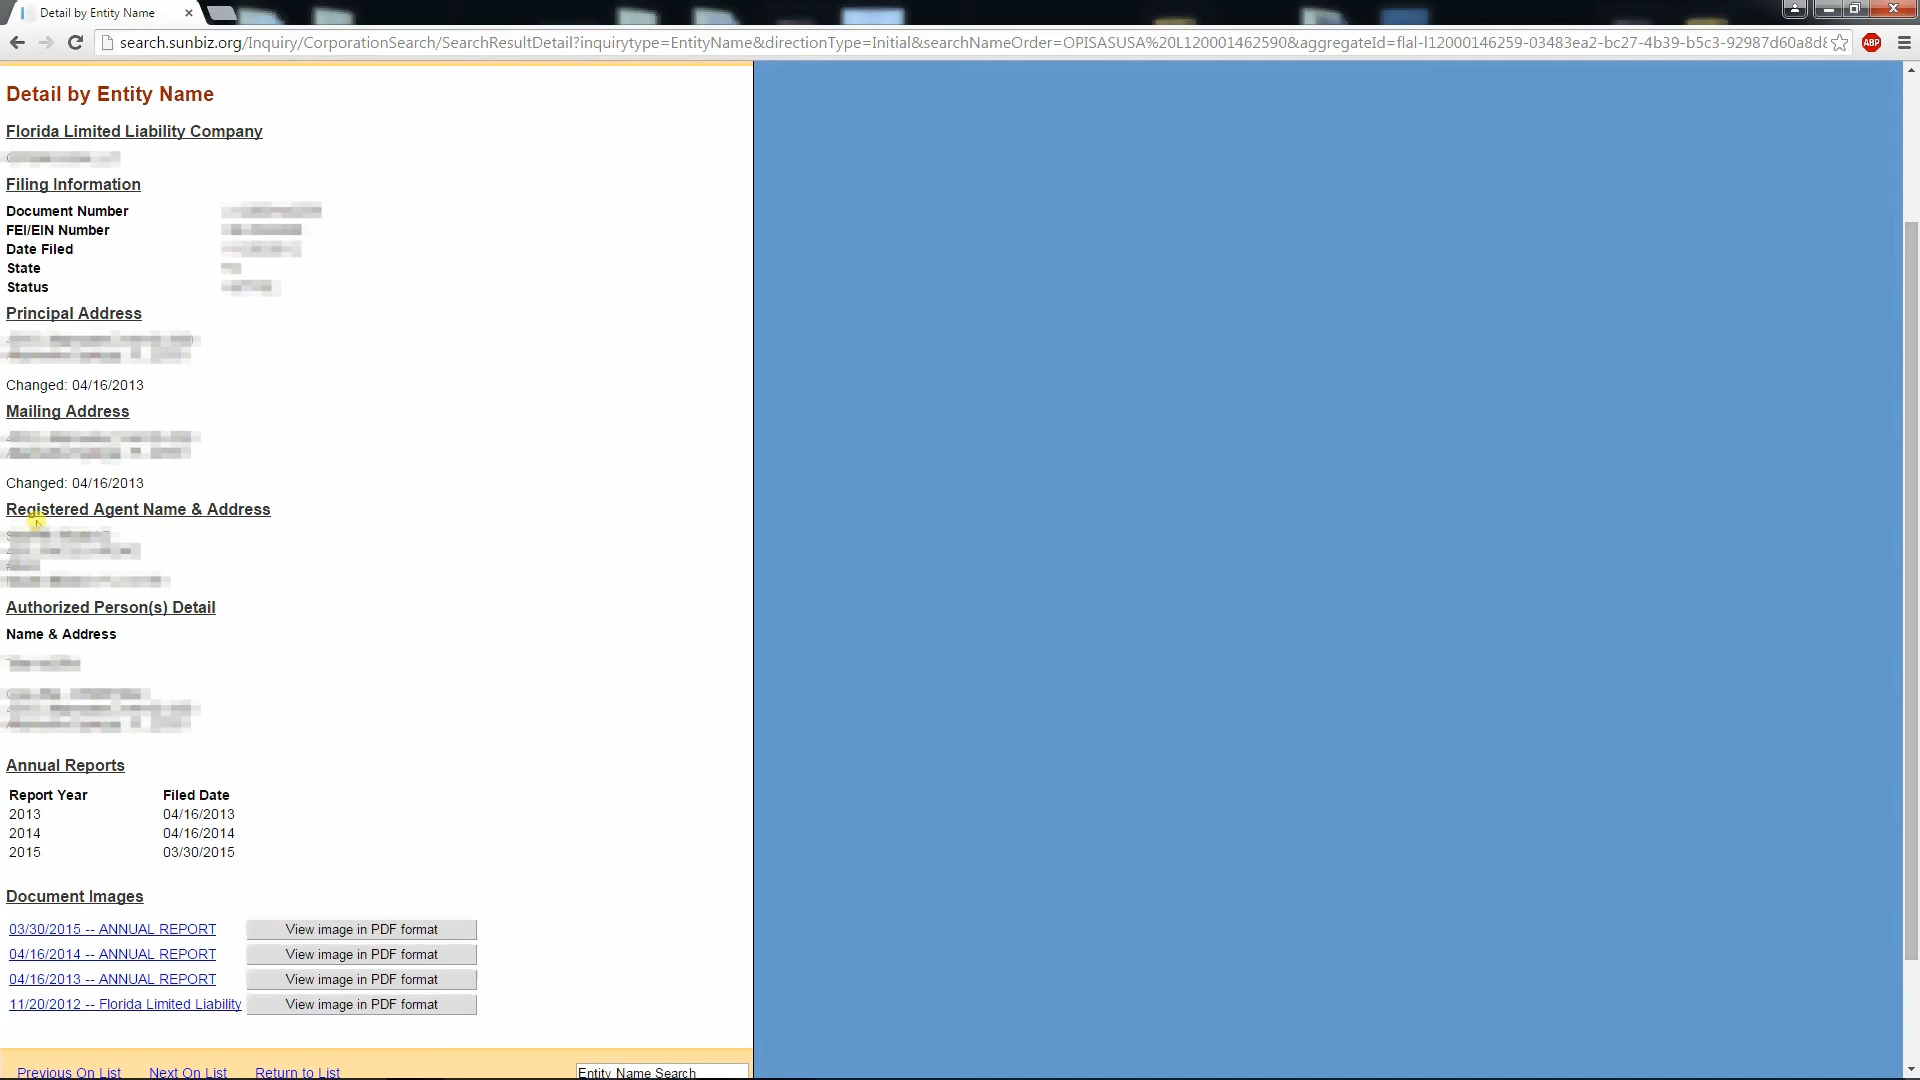 Detail by Entity Name
search.sunbiz.org/Inquiry/CorporationSearch/SearchResultDetail?inquirytype=EntityName&directionType=Initial&searchNameOrder=OPISASUSA%20L120001462590&aggregateId=flal-l12000146259-03483ea2-bc27-4b39-b5c3-92987d60a8d8
ABP
Detail by Entity Name
Florida Limited Liability Company
Filing Information
Document Number
FEI/EIN Number
Date Filed
State
Status
Principal Address
Changed: 04/16/2013
Mailing Address
Changed: 04/16/2013
Registered Agent Name & Address
Authorized Person(s) Detail
Name & Address
Annual Reports
Report Year Filed Date
2013 04/16/2013
2014 04/16/2014
2015 03/30/2015
Document Images
03/30/2015 -- ANNUAL REPORT View image in PDF format
04/16/2014 -- ANNUAL REPORT View image in PDF format
04/16/2013 -- ANNUAL REPORT View image in PDF format
11/20/2012 -- Florida Limited Liability View image in PDF format
Previous On List Next On List Return to List Entity Name Search